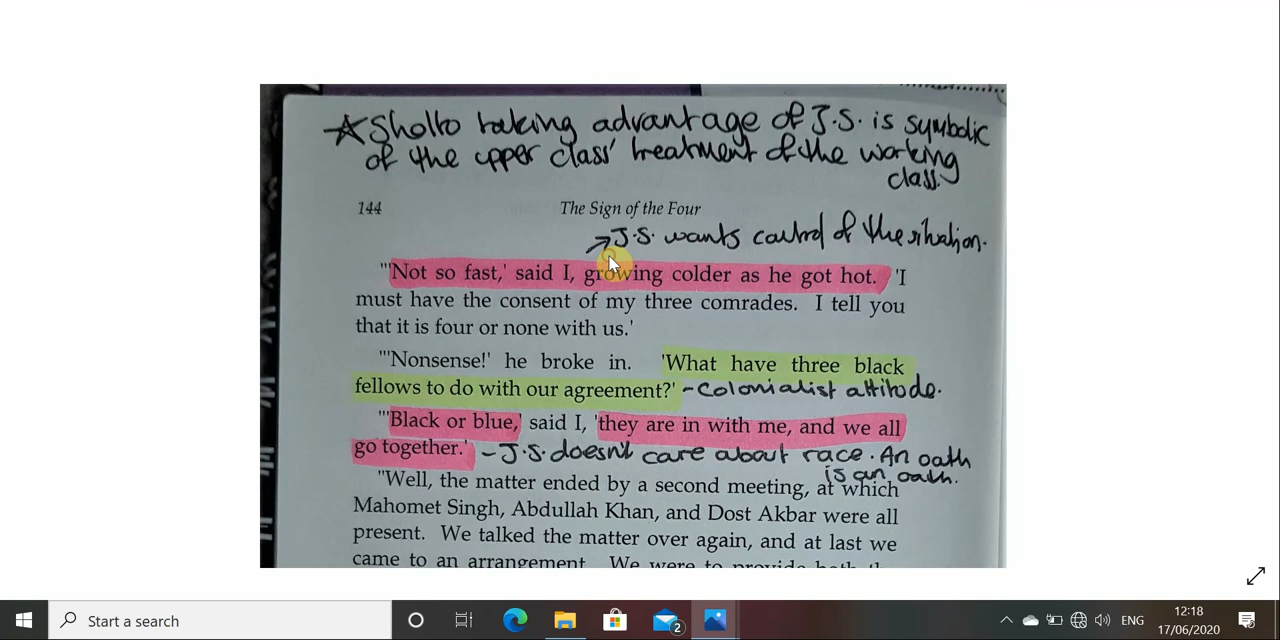 ☆ Sholto taking advantage of J.S. is symbolic
of the upper class' treatment of the working
class.
144 The Sign of the Four
→ J.S. wants control of the situation.
"'Not so fast,' said I, growing colder as he got hot. 'I
must have the consent of my three comrades. I tell you
that it is four or none with us.'
"'Nonsense!' he broke in. 'What have three black
fellows to do with our agreement?' - Colonialist attitude.
"'Black or blue,' said I, 'they are in with me, and we all
go together.' - J.S. doesn't care about race. An oath
is an oath.
"Well, the matter ended by a second meeting, at which
Mahomet Singh, Abdullah Khan, and Dost Akbar were all
present. We talked the matter over again, and at last we
came to an arrangement. We were to provide both the
Start a search
2
ENG
12:18
17/06/2020